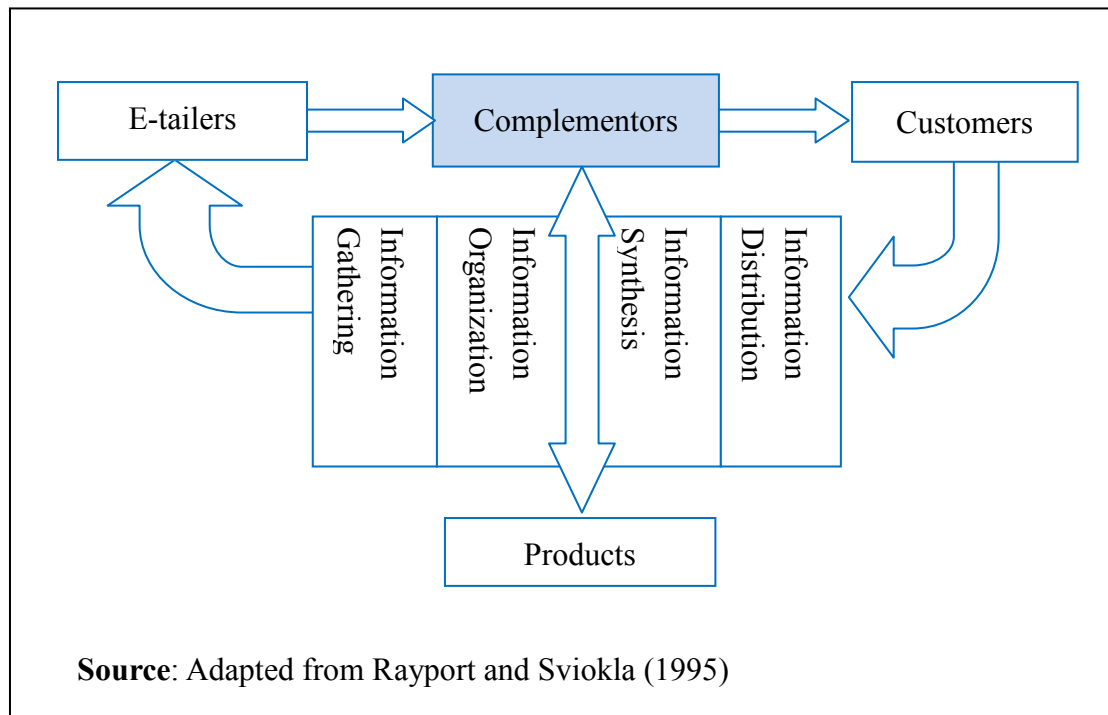 E-tailers
Complementors
Customers
Information
Gathering
Information
Organization
Information
Synthesis
Information
Distribution
Products
Source: Adapted from Rayport and Sviokla (1995)